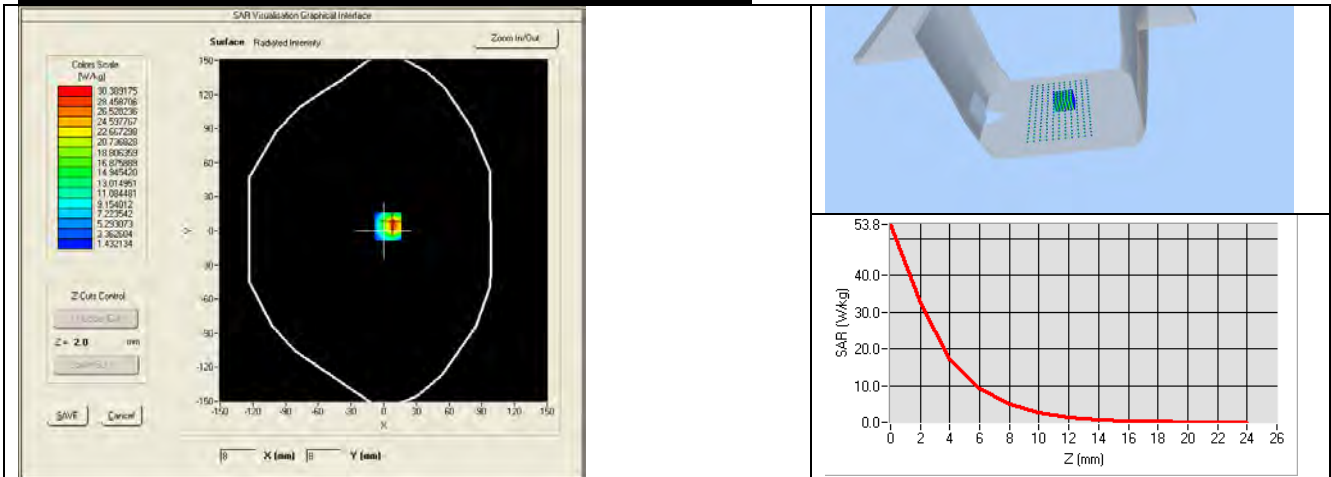 SAR Visualisation Graphical Interface
Surface Radiated Intensity
Zoom In/Out
Colors Scale
[W/kg]
30.389175
28.458706
26.528236
24.597767
22.667298
20.736828
18.806359
16.875889
14.945420
13.014951
11.084481
9.154012
7.223542
5.293073
3.362604
1.432134
150-
120-
90-
60-
30-
0-
-30-
-60-
-90-
-120-
-150-
Y
-150 -120 -90 -60 -30 0 30 60 90 120 150
X
Z Cuts Control
Z = 2.0 mm
SAVE Cancel
8 X (mm) 8 Y (mm)
53.8-
40.0-
30.0-
20.0-
10.0-
0.0-
SAR (W/kg)
0 2 4 6 8 10 12 14 16 18 20 22 24 26
Z (mm)